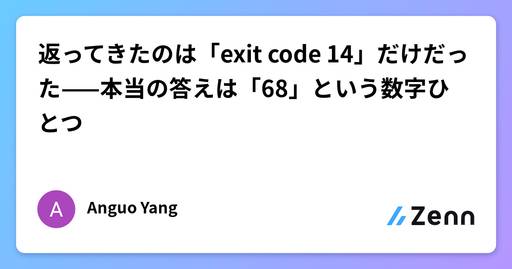 返ってきたのは「exit code 14」だけだっ
た——本当の答えは「68」という数字ひ
とつ
A
Anguo Yang
Zenn